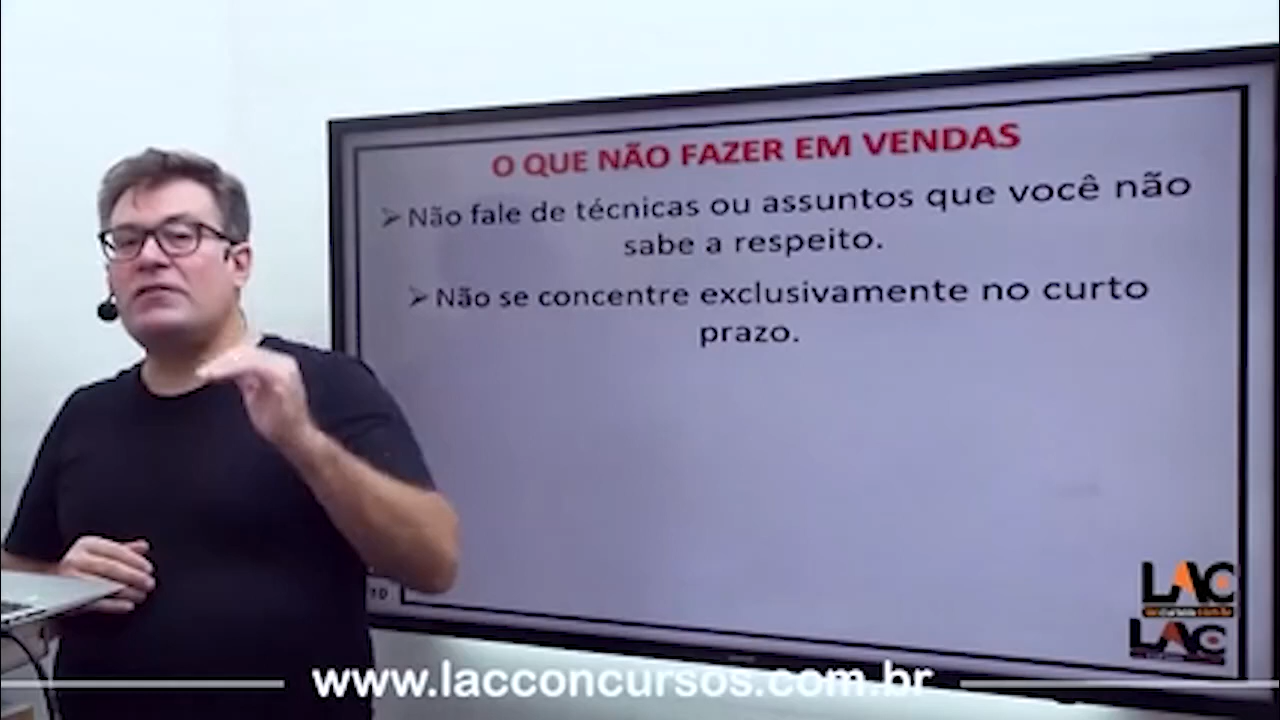 O QUE NÃO FAZER EM VENDAS
➢Não fale de técnicas ou assuntos que você não
sabe a respeito.
➢Não se concentre exclusivamente no curto
prazo.
10
LAC
LAC
www.lacconcursos.com.br